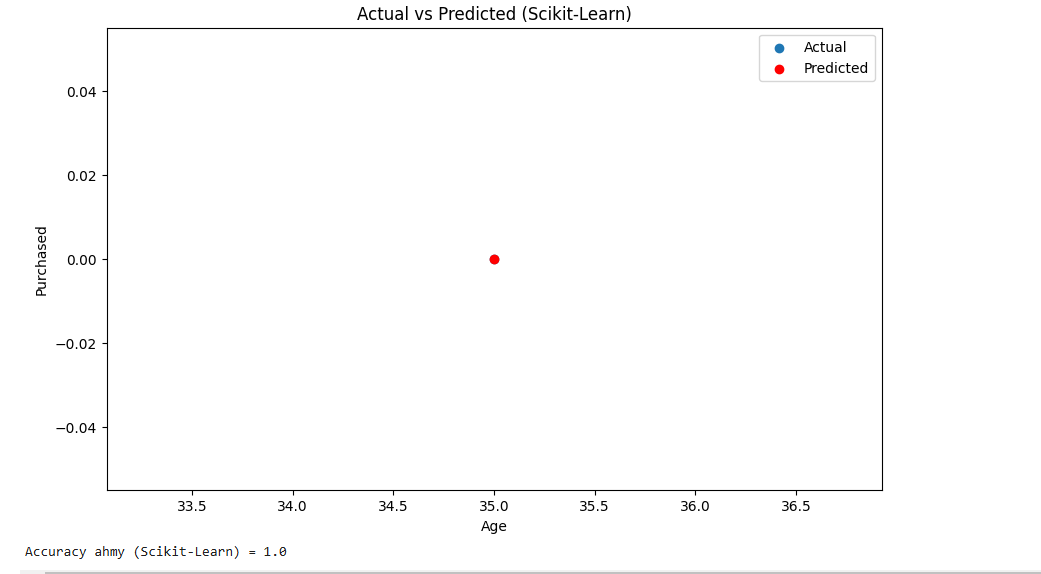 Actual vs Predicted (Scikit-Learn)
Actual
Predicted
0.04
0.02
0.00
−0.02
−0.04
Purchased
33.5 34.0 34.5 35.0 35.5 36.0 36.5
Age
Accuracy ahmy (Scikit-Learn) = 1.0